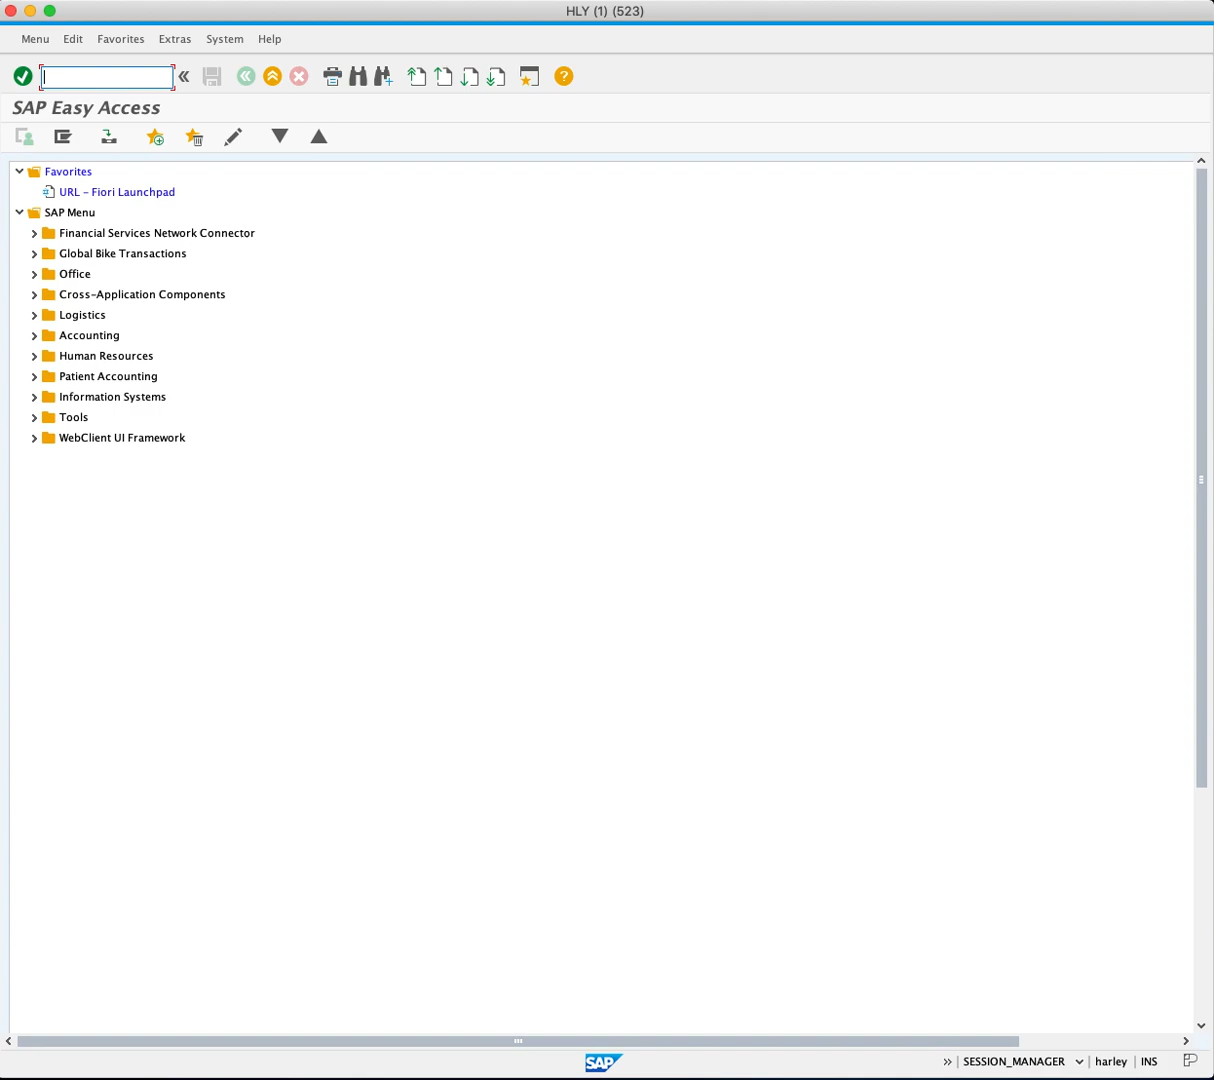 HLY (1) (523)
Menu Edit Favorites Extras System Help
SAP Easy Access
Favorites
URL - Fiori Launchpad
SAP Menu
Financial Services Network Connector
Global Bike Transactions
Office
Cross-Application Components
Logistics
Accounting
Human Resources
Patient Accounting
Information Systems
Tools
WebClient UI Framework
SAP
SESSION_MANAGER harley INS